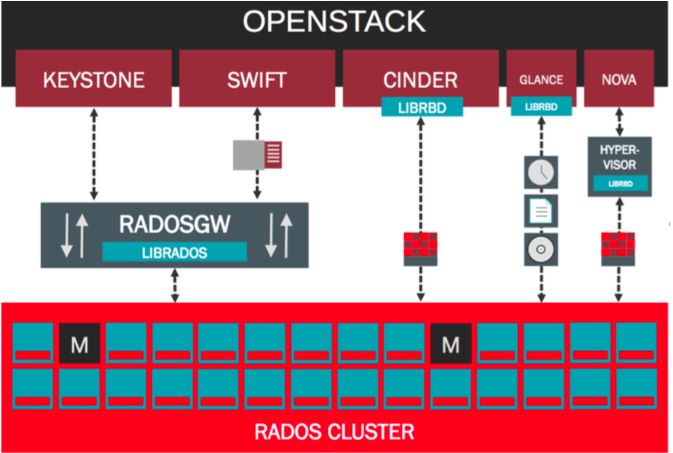 OPENSTACK
KEYSTONE
SWIFT
CINDER
GLANCE
NOVA
LIBRBD
LIBRBD
HYPER-
VISOR
LIBRBD
RADOSGW
LIBRADOS
M
M
RADOS CLUSTER